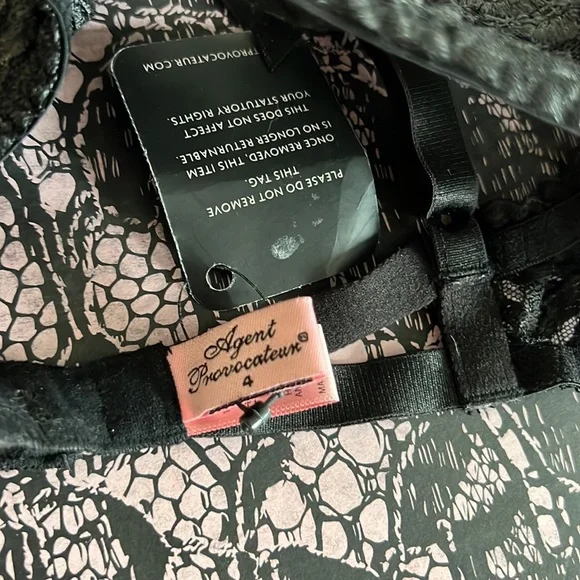 PROVOCATEUR.COM
PLEASE DO NOT REMOVE
THIS TAG.
ONCE REMOVED, THIS ITEM
IS NO LONGER RETURNABLE.
THIS DOES NOT AFFECT
YOUR STATUTORY RIGHTS.
Agent
Provocateur®
4